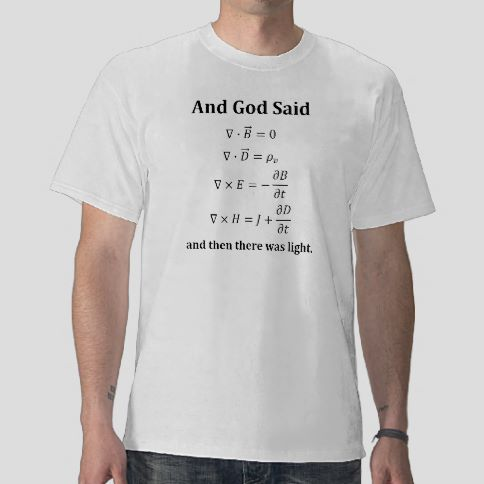 And God Said
∇ · B⃗ = 0
∇ · D⃗ = ρᵥ
∇ × E = −∂B/∂t
∇ × H = J + ∂D/∂t
and then there was light.